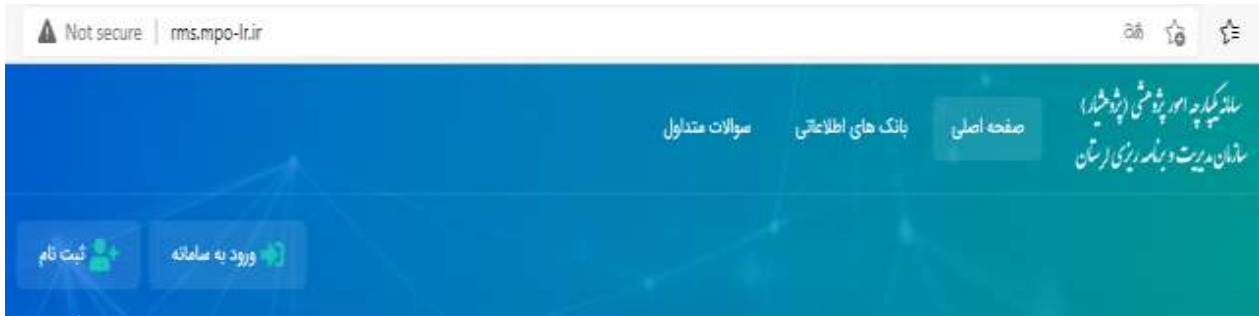 Not secure | rms.mpo-lr.ir
سامانه یکپارچه امور پژوهشی (پژوهشیار)
سازمان مدیریت و برنامه ریزی لرستان
صفحه اصلی
بانک های اطلاعاتی
سوالات متداول
ورود به سامانه
ثبت نام